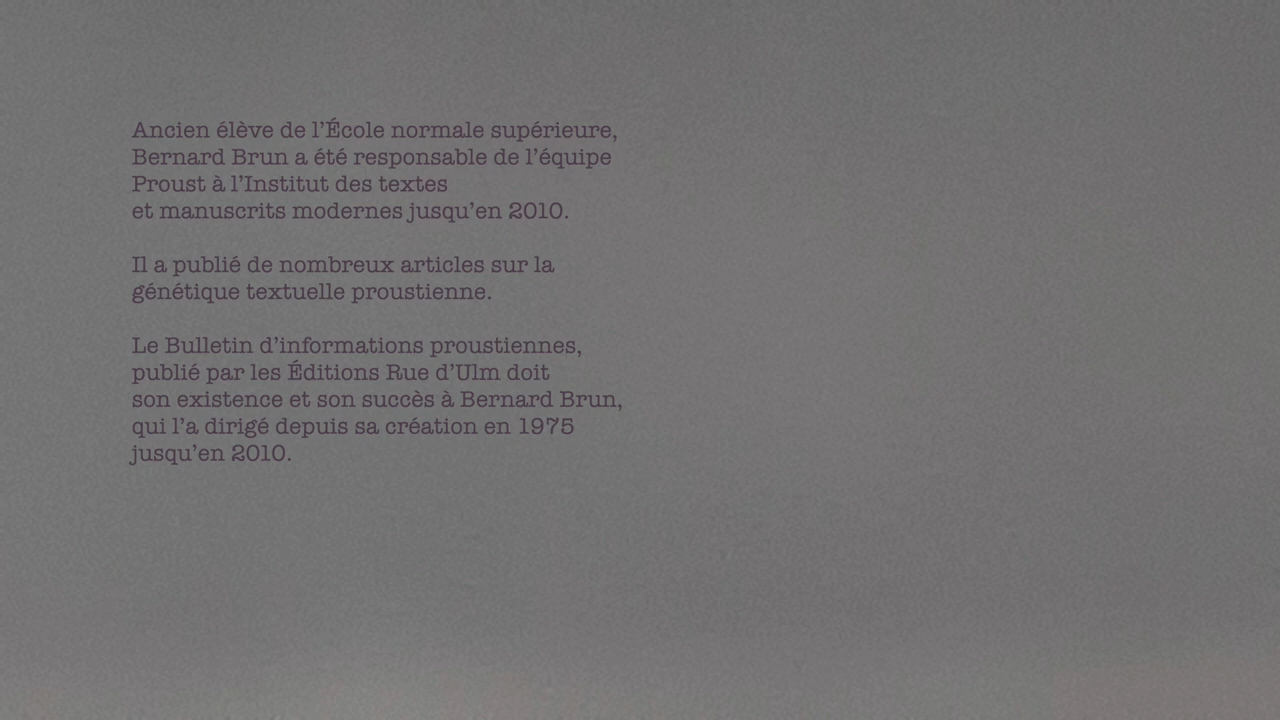 Ancien élève de l’École normale supérieure,
Bernard Brun a été responsable de l’équipe
Proust à l’Institut des textes
et manuscrits modernes jusqu’en 2010.
Il a publié de nombreux articles sur la
génétique textuelle proustienne.
Le Bulletin d’informations proustiennes,
publié par les Éditions Rue d’Ulm doit
son existence et son succès à Bernard Brun,
qui l’a dirigé depuis sa création en 1975
jusqu’en 2010.